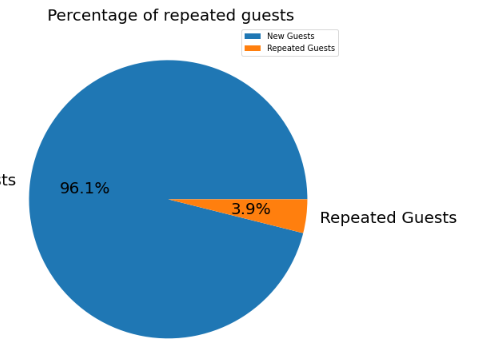 Percentage of repeated guests
New Guests
Repeated Guests
96.1%
3.9%
Repeated Guests